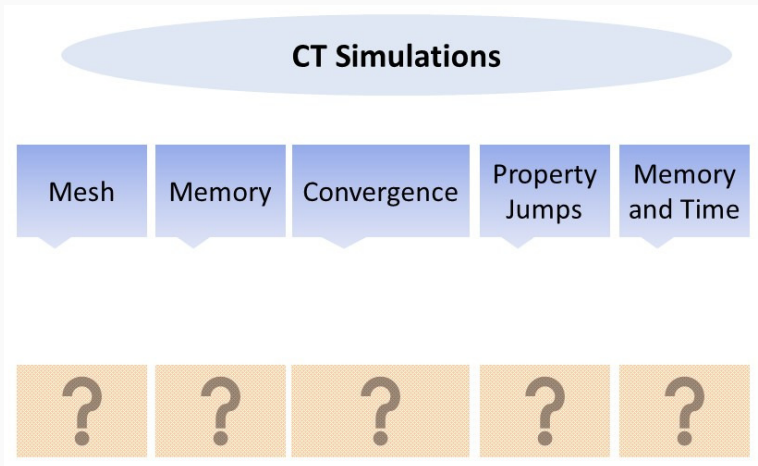 CT Simulations
Mesh
Memory
Convergence
Property
Jumps
Memory
and Time
?
?
?
?
?